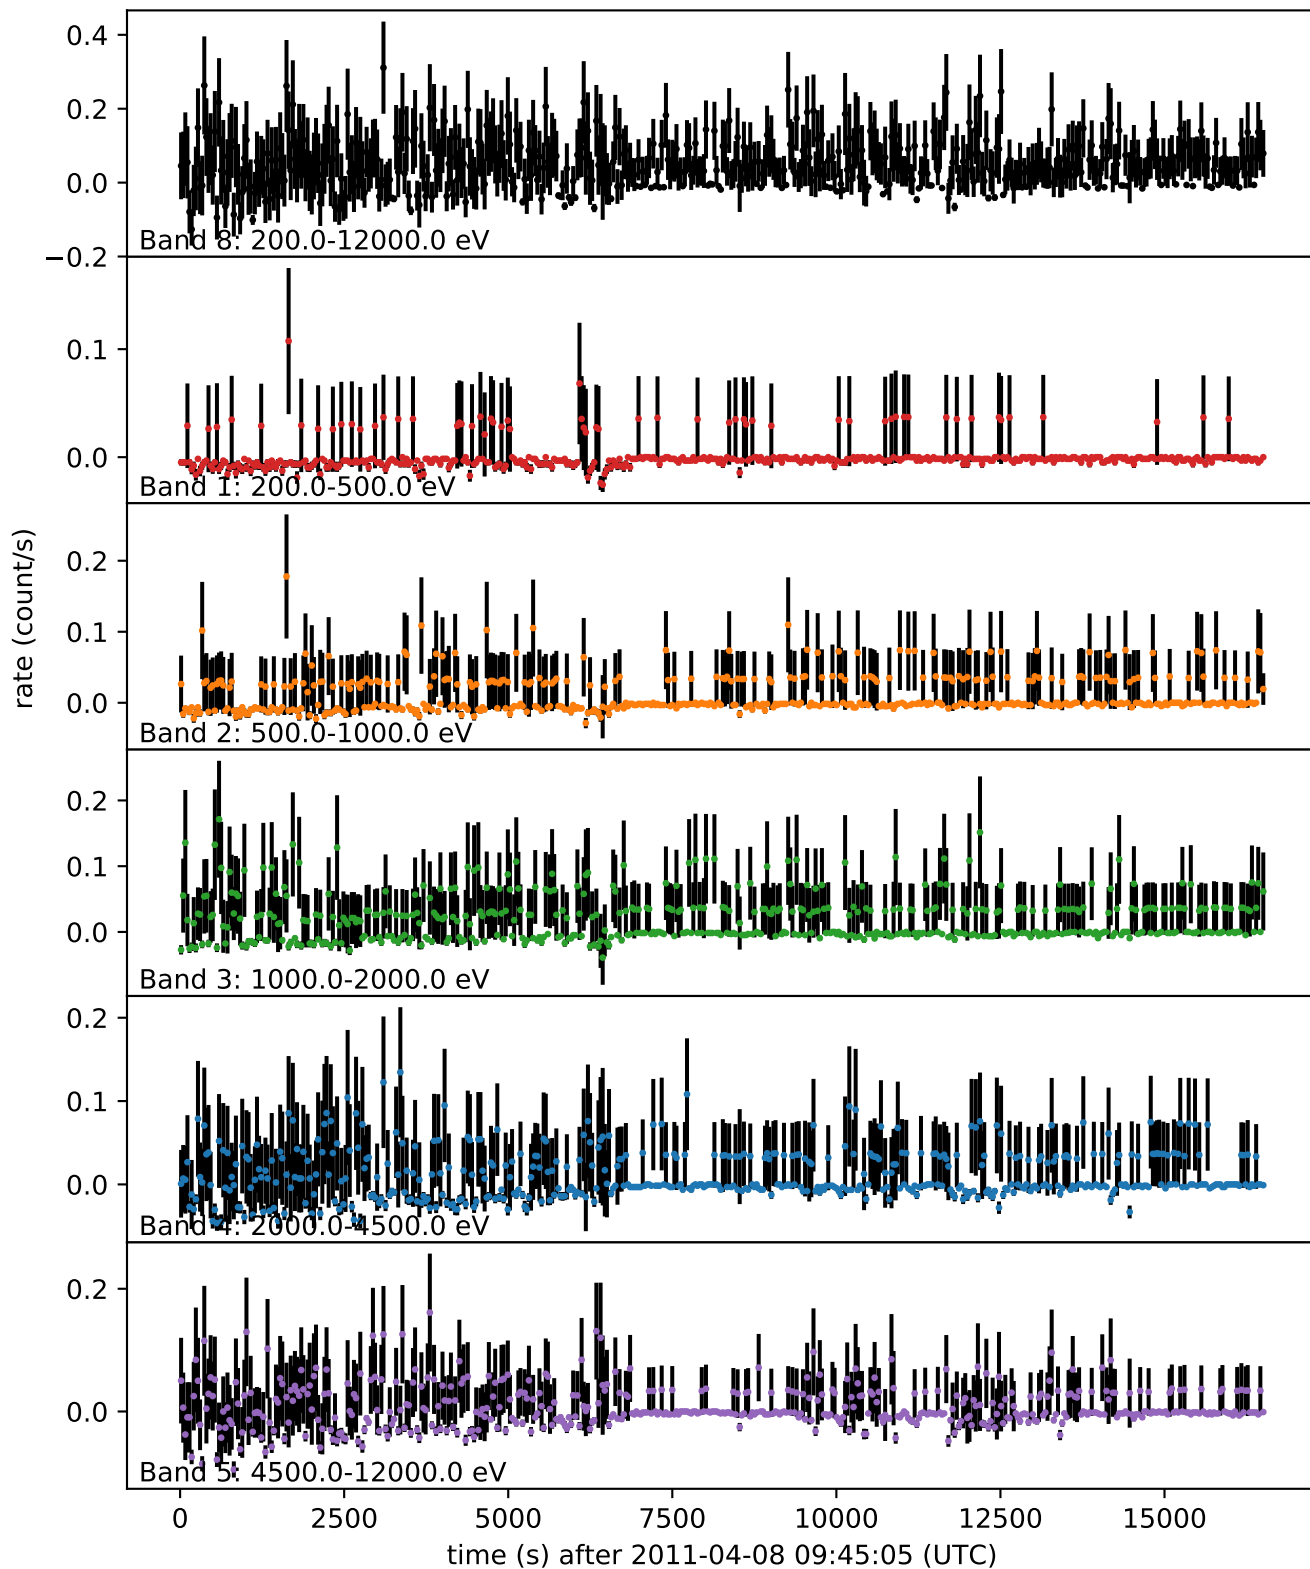 0.4
0.2
0.0
−0.2
Band 8: 200.0-12000.0 eV
0.1
0.0
Band 1: 200.0-500.0 eV
0.2
0.1
0.0
Band 2: 500.0-1000.0 eV
0.2
0.1
0.0
Band 3: 1000.0-2000.0 eV
0.2
0.1
0.0
Band 4: 2000.0-4500.0 eV
0.2
0.0
Band 5: 4500.0-12000.0 eV
rate (count/s)
0 2500 5000 7500 10000 12500 15000
time (s) after 2011-04-08 09:45:05 (UTC)